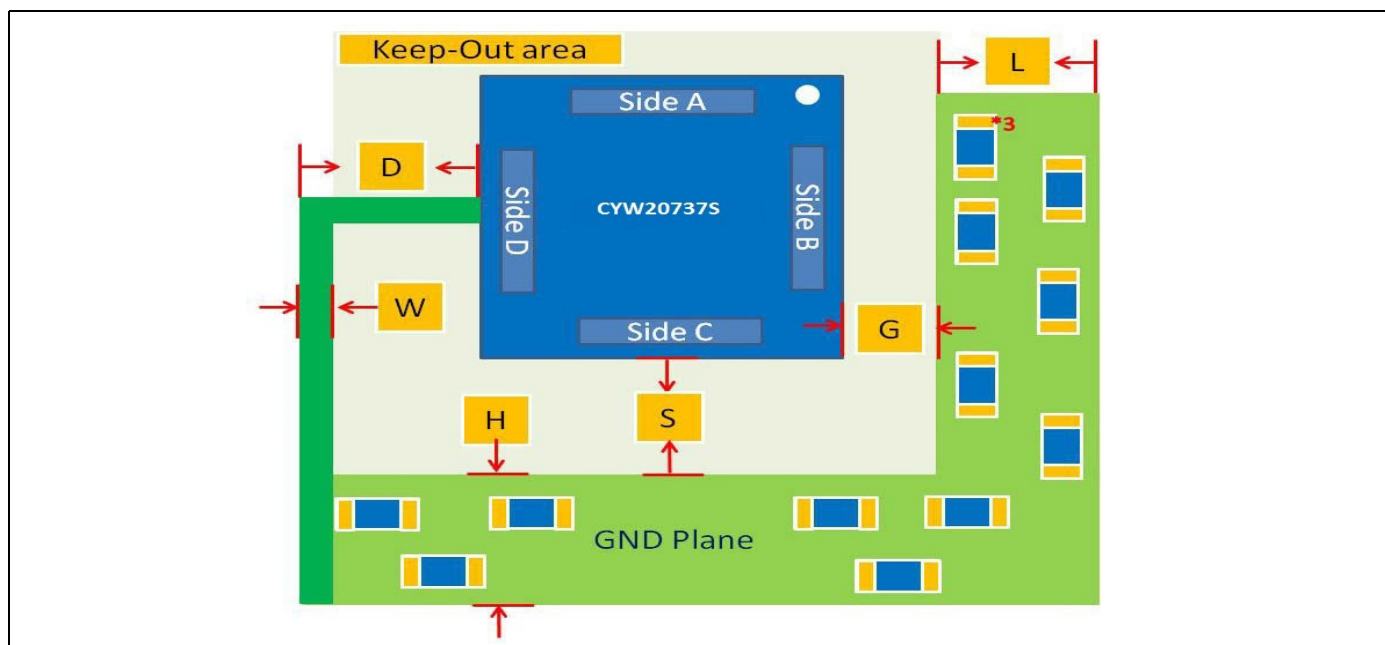 Keep-Out area
L
Side A
*3
D
Side D
CYW20737S
Side B
W
G
Side C
H
S
GND Plane